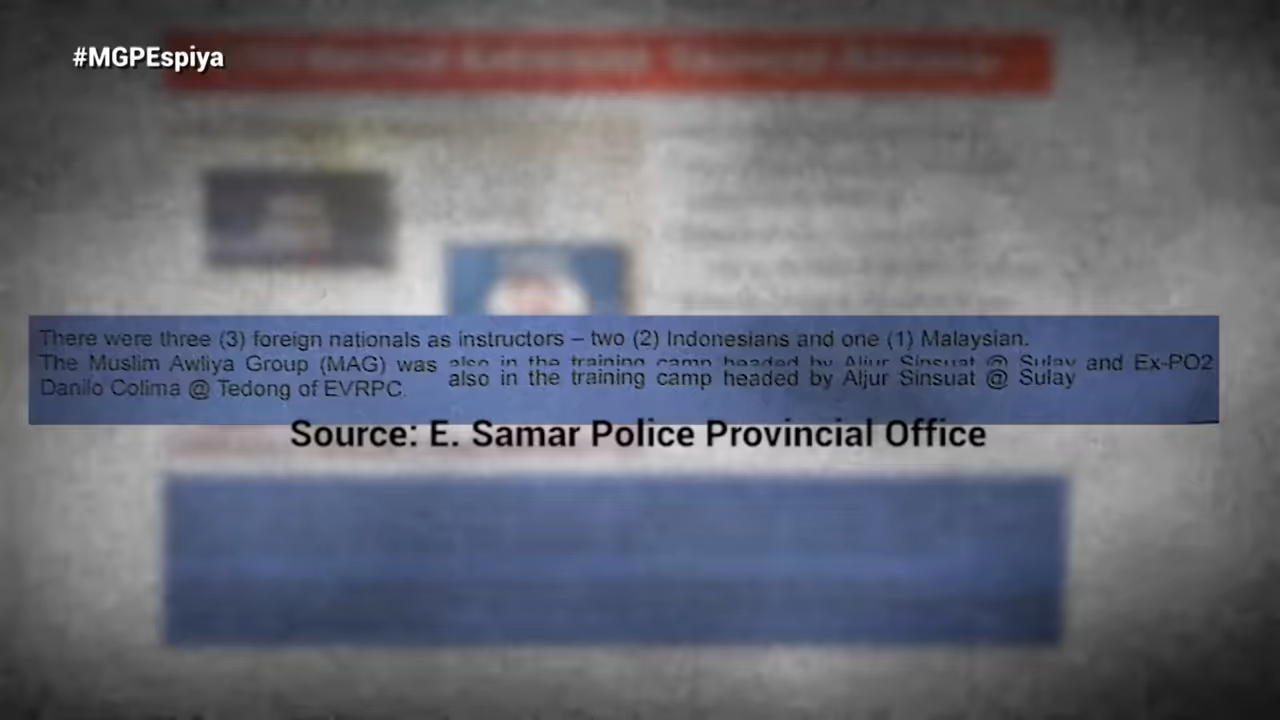 #MGPEspiya
There were three (3) foreign nationals as instructors – two (2) Indonesians and one (1) Malaysian.
The Muslim Awliya Group (MAG) was also in the training camp headed by Aljur Sinsuat @ Sulay and Ex-PO2
also in the training camp headed by Aljur Sinsuat @ Sulay
Danilo Colima @ Tedong of EVRPC.
Source: E. Samar Police Provincial Office